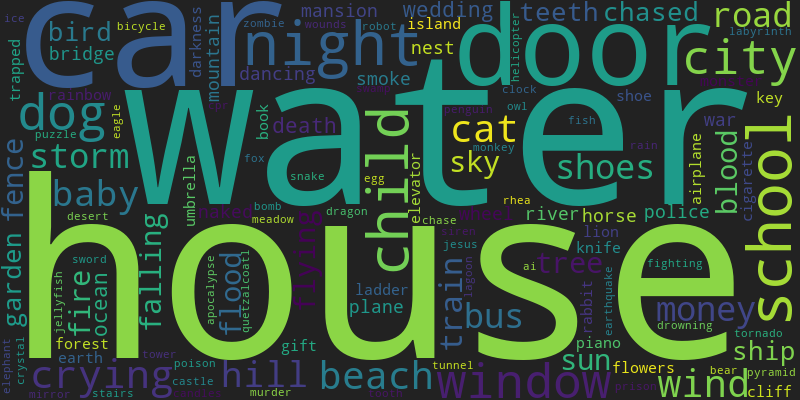 ice
bicycle
zombie
mansion
wedding
teeth
chased
road
car
bird
darkness
mountain
night
wounds
robot
island
helicopter
door
labyrinth
bridge
trapped
nest
city
dancing
smoke
clock
rainbow
shoe
key
dog
eagle
water
book
death
penguin
owl
cat
fish
war
puzzle
child
monkey
rain
airplane
blood
cigarette
school
storm
fox
sky
shoes
fence
umbrella
snake
egg
elevator
baby
rhea
bomb
naked
meadow
dragon
chase
wheel
river
horse
police
desert
falling
flying
siren
lion
garden
house
jesus
knife
sword
apocalypse
quetzalcoatl
flood
ai
tree
fighting
jellyfish
fire
ocean
train
lagoon
ladder
rabbit
earthquake
plane
bus
money
drowning
tornado
forest
gift
piano
ship
earth
tower
sun
elephant
crystal
poison
tunnel
flowers
bear
pyramid
crying
castle
hill
beach
window
prison
wind
cliff
mirror
stairs
murder
tooth